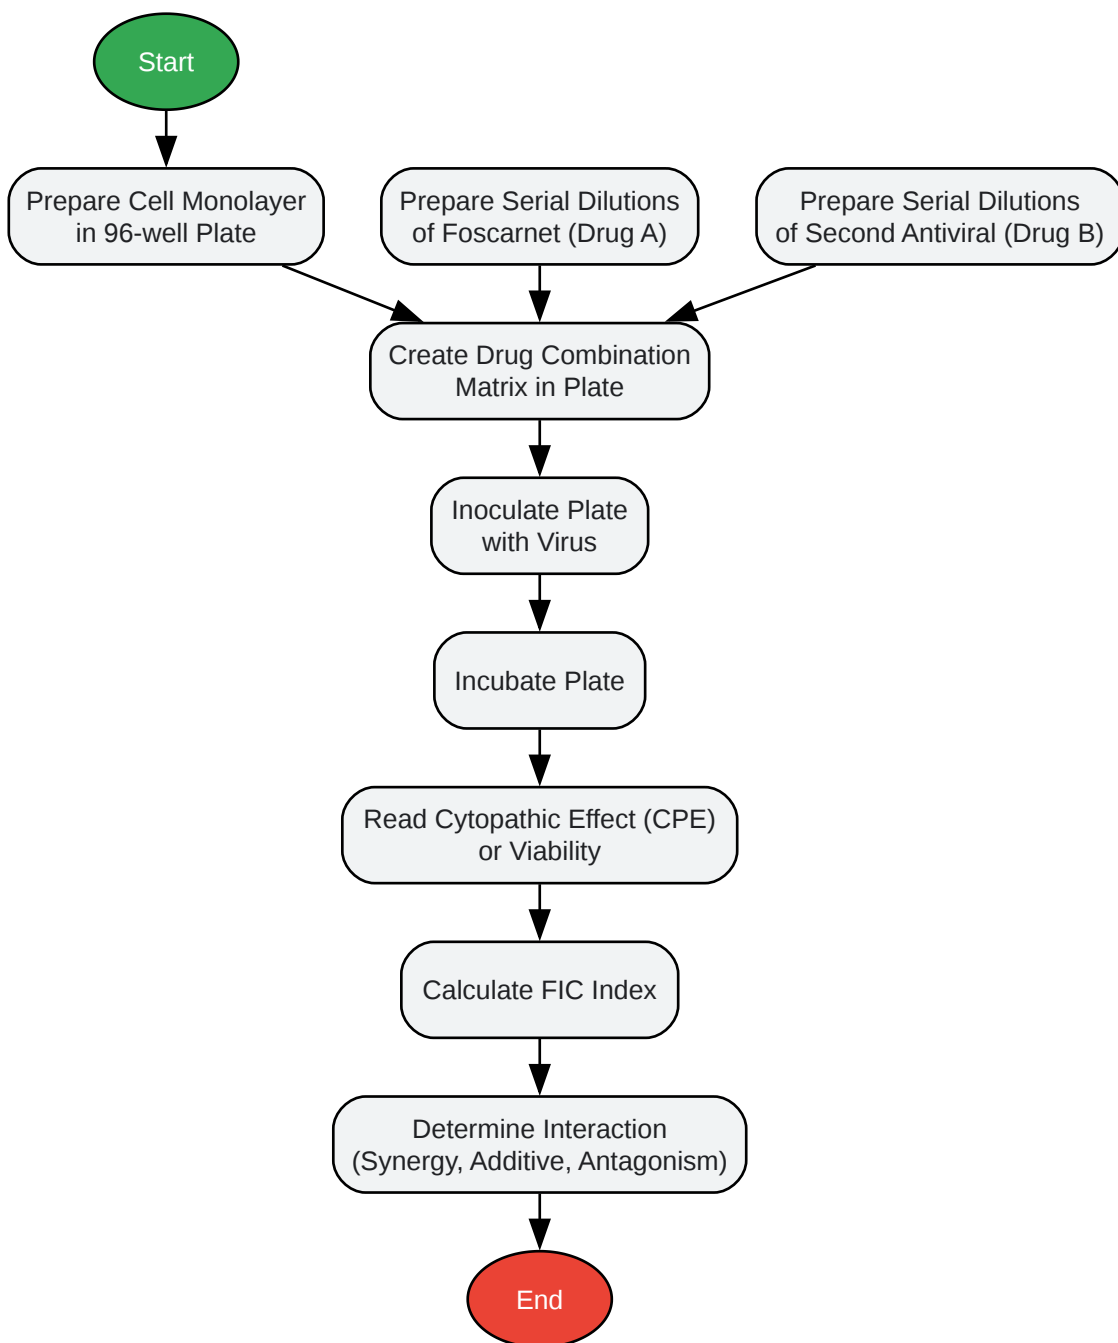 Start
Prepare Cell Monolayer
in 96-well Plate
Prepare Serial Dilutions
of Foscarnet (Drug A)
Prepare Serial Dilutions
of Second Antiviral (Drug B)
Create Drug Combination
Matrix in Plate
Inoculate Plate
with Virus
Incubate Plate
Read Cytopathic Effect (CPE)
or Viability
Calculate FIC Index
Determine Interaction
(Synergy, Additive, Antagonism)
End